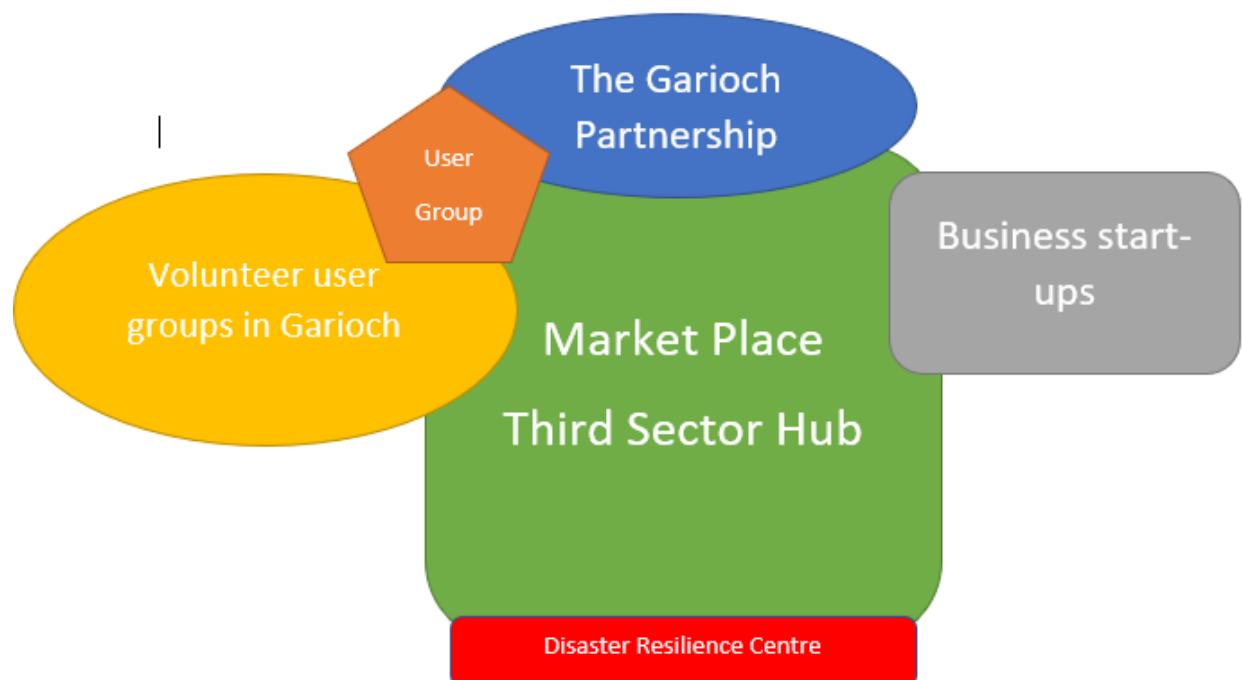 The Garioch
Partnership
User
Group
Volunteer user
groups in Garioch
Business start-
ups
Market Place
Third Sector Hub
Disaster Resilience Centre